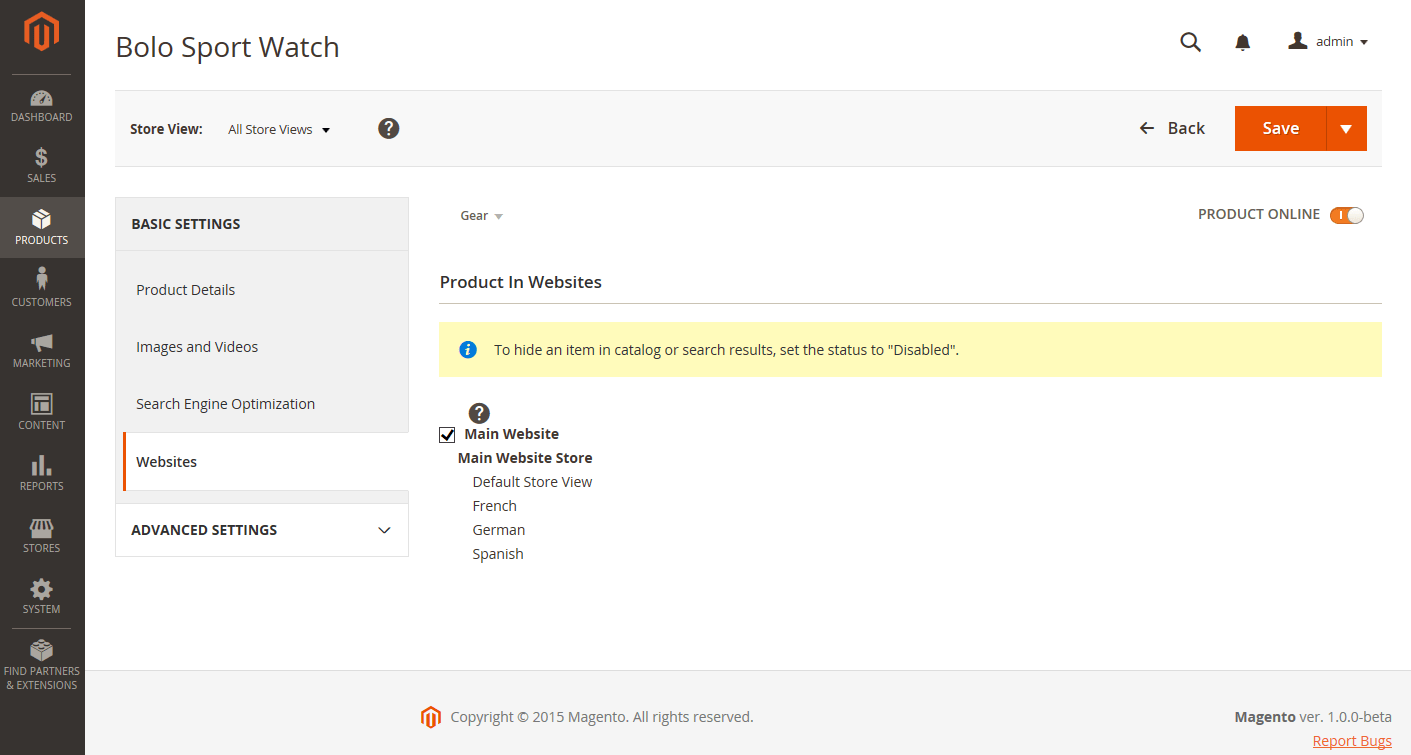 Bolo Sport Watch
admin
DASHBOARD
SALES
PRODUCTS
CUSTOMERS
MARKETING
CONTENT
REPORTS
STORES
SYSTEM
FIND PARTNERS
& EXTENSIONS
Store View: All Store Views
?
Back
Save
BASIC SETTINGS
Product Details
Images and Videos
Search Engine Optimization
Websites
ADVANCED SETTINGS
Gear
PRODUCT ONLINE
Product In Websites
To hide an item in catalog or search results, set the status to "Disabled".
?
Main Website
Main Website Store
Default Store View
French
German
Spanish
Copyright © 2015 Magento. All rights reserved.
Magento ver. 1.0.0-beta
Report Bugs